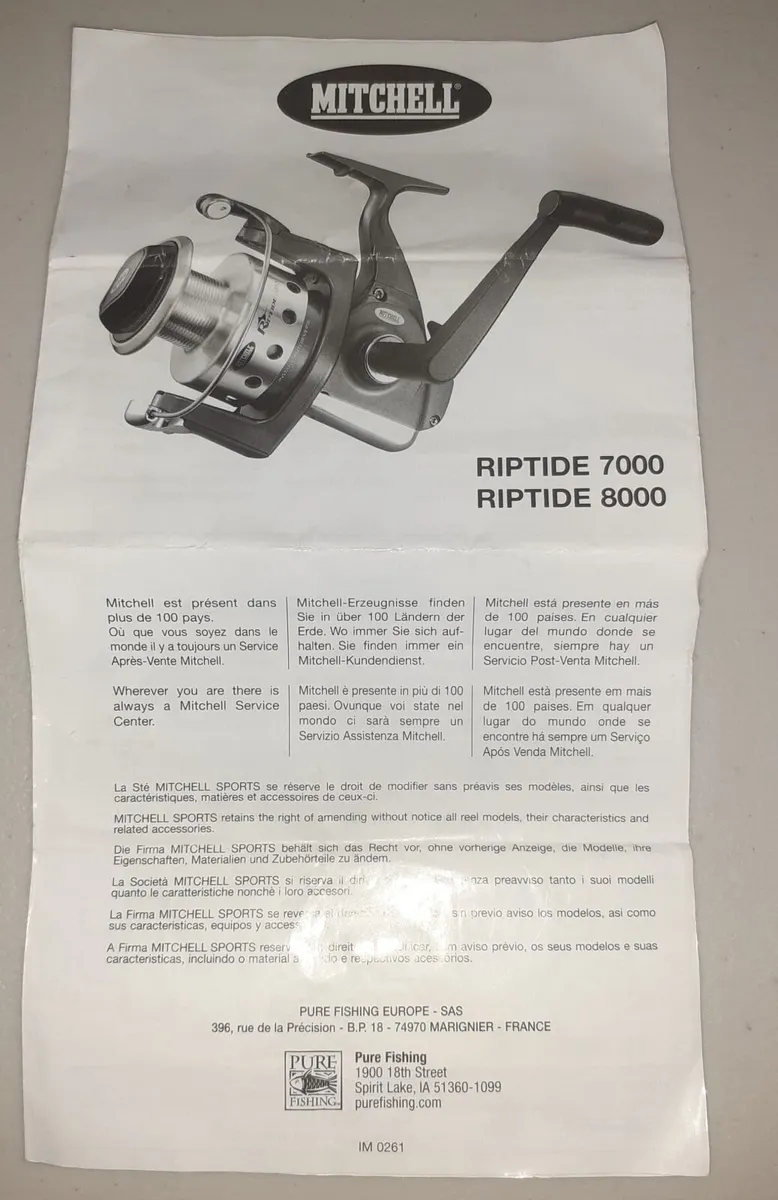 MITCHELL®
MITCHELL
RIPTIDE
MITCHELL
RIPTIDE 7000
RIPTIDE 8000
Mitchell est présent dans
plus de 100 pays.
Où que vous soyez dans le
monde il y a toujours un Service
Après-Vente Mitchell.
Mitchell-Erzeugnisse finden
Sie in über 100 Ländern der
Erde. Wo immer Sie sich auf-
halten. Sie finden immer ein
Mitchell-Kundendienst.
Mitchell está presente en más
de 100 paises. En cualquier
lugar del mundo donde se
encuentre, siempre hay un
Servicio Post-Venta Mitchell.
Wherever you are there is
always a Mitchell Service
Center.
Mitchell è presente in più di 100
paesi. Ovunque voi state nel
mondo ci sarà sempre un
Servizio Assistenza Mitchell.
Mitchell està presente em mais
de 100 paises. Em qualquer
lugar do mundo onde se
encontre há sempre um Serviço
Após Venda Mitchell.
La Sté MITCHELL SPORTS se réserve le droit de modifier sans préavis ses modèles, ainsi que les
caractéristiques, matières et accessoires de ceux-ci.
MITCHELL SPORTS retains the right of amending without notice all reel models, their characteristics and
related accessories.
Die Firma MITCHELL SPORTS behält sich das Recht vor, ohne vorherige Anzeige, die Modelle, ihre
Eigenschaften, Materialien und Zubehörteile zu ändern.
La Società MITCHELL SPORTS si riserva il preavviso tanto i suoi modelli
quanto le caratteristiche nonchè i loro accesori.
La Firma MITCHELL SPORTS se previo aviso los modelos, asi como
sus caracteristicas, equipos y
A Firma MITCHELL SPORTS aviso prévio, os seus modelos e suas
caracteristicas, incluindo o material e respectivos acessórios.
PURE FISHING EUROPE - SAS
396, rue de la Précision - B.P. 18 - 74970 MARIGNIER - FRANCE
PURE
FISHING
Pure Fishing
1900 18th Street
Spirit Lake, IA 51360-1099
purefishing.com
IM 0261